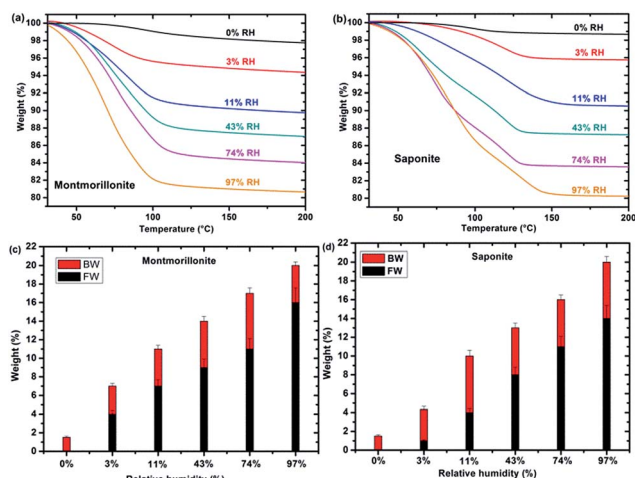 (a)
100
98
96
94
92
90
88
86
84
82
80
Weight (%)
0% RH
3% RH
11% RH
43% RH
74% RH
97% RH
Montmorillonite
50 100 150 200
Temperature (°C)
(b)
100
98
96
94
92
90
88
86
84
82
80
Weight (%)
0% RH
3% RH
11% RH
43% RH
74% RH
97% RH
Saponite
50 100 150 200
Temperature (°C)
(c)
22
20
18
16
14
12
10
8
6
4
2
0
Weight (%)
BW
FW
Montmorillonite
0% 3% 11% 43% 74% 97%
Relative humidity (%)
(d)
22
20
18
16
14
12
10
8
6
4
2
0
Weight (%)
BW
FW
Saponite
0% 3% 11% 43% 74% 97%
Relative humidity (%)